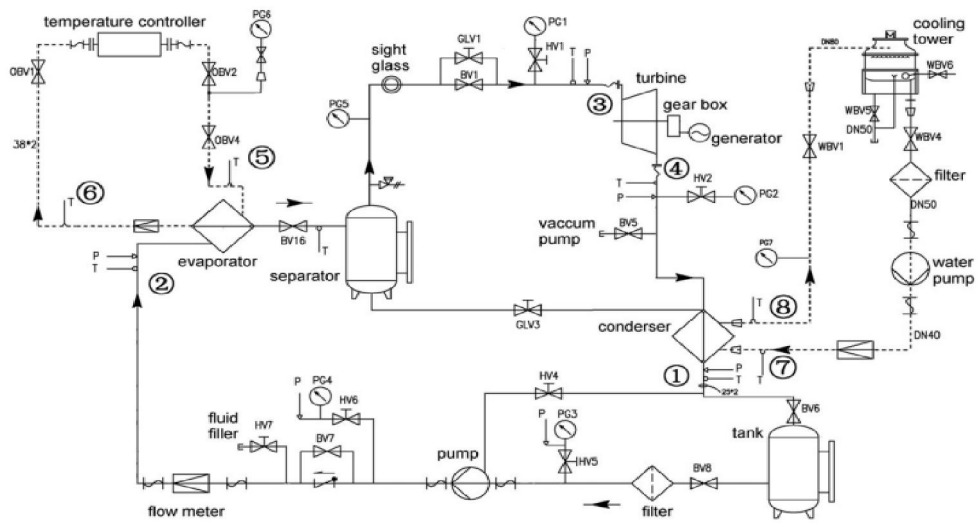 temperature controller
PG6
OBV1
OBV2
OBV4
38*2
⑤
⑥
evaporator
BV16
T
T
T
P
T
②
sight
glass
PG5
GLV1
BV1
PG1
HV1
T
P
③
turbine
gear box
generator
④
T
P
HV2
PG2
vaccum
pump
BV5
separator
GLV3
conderser
DN80
cooling
tower
M
WBV6
WBV5
DN50
WBV4
WBV1
filter
DN50
PG7
water
pump
DN40
T
⑧
⑦
T
①
P
T
25*2
HV4
BV6
tank
BV8
filter
P
PG3
HV5
pump
P
PG4
HV6
BV7
fluid
filler
HV7
flow meter